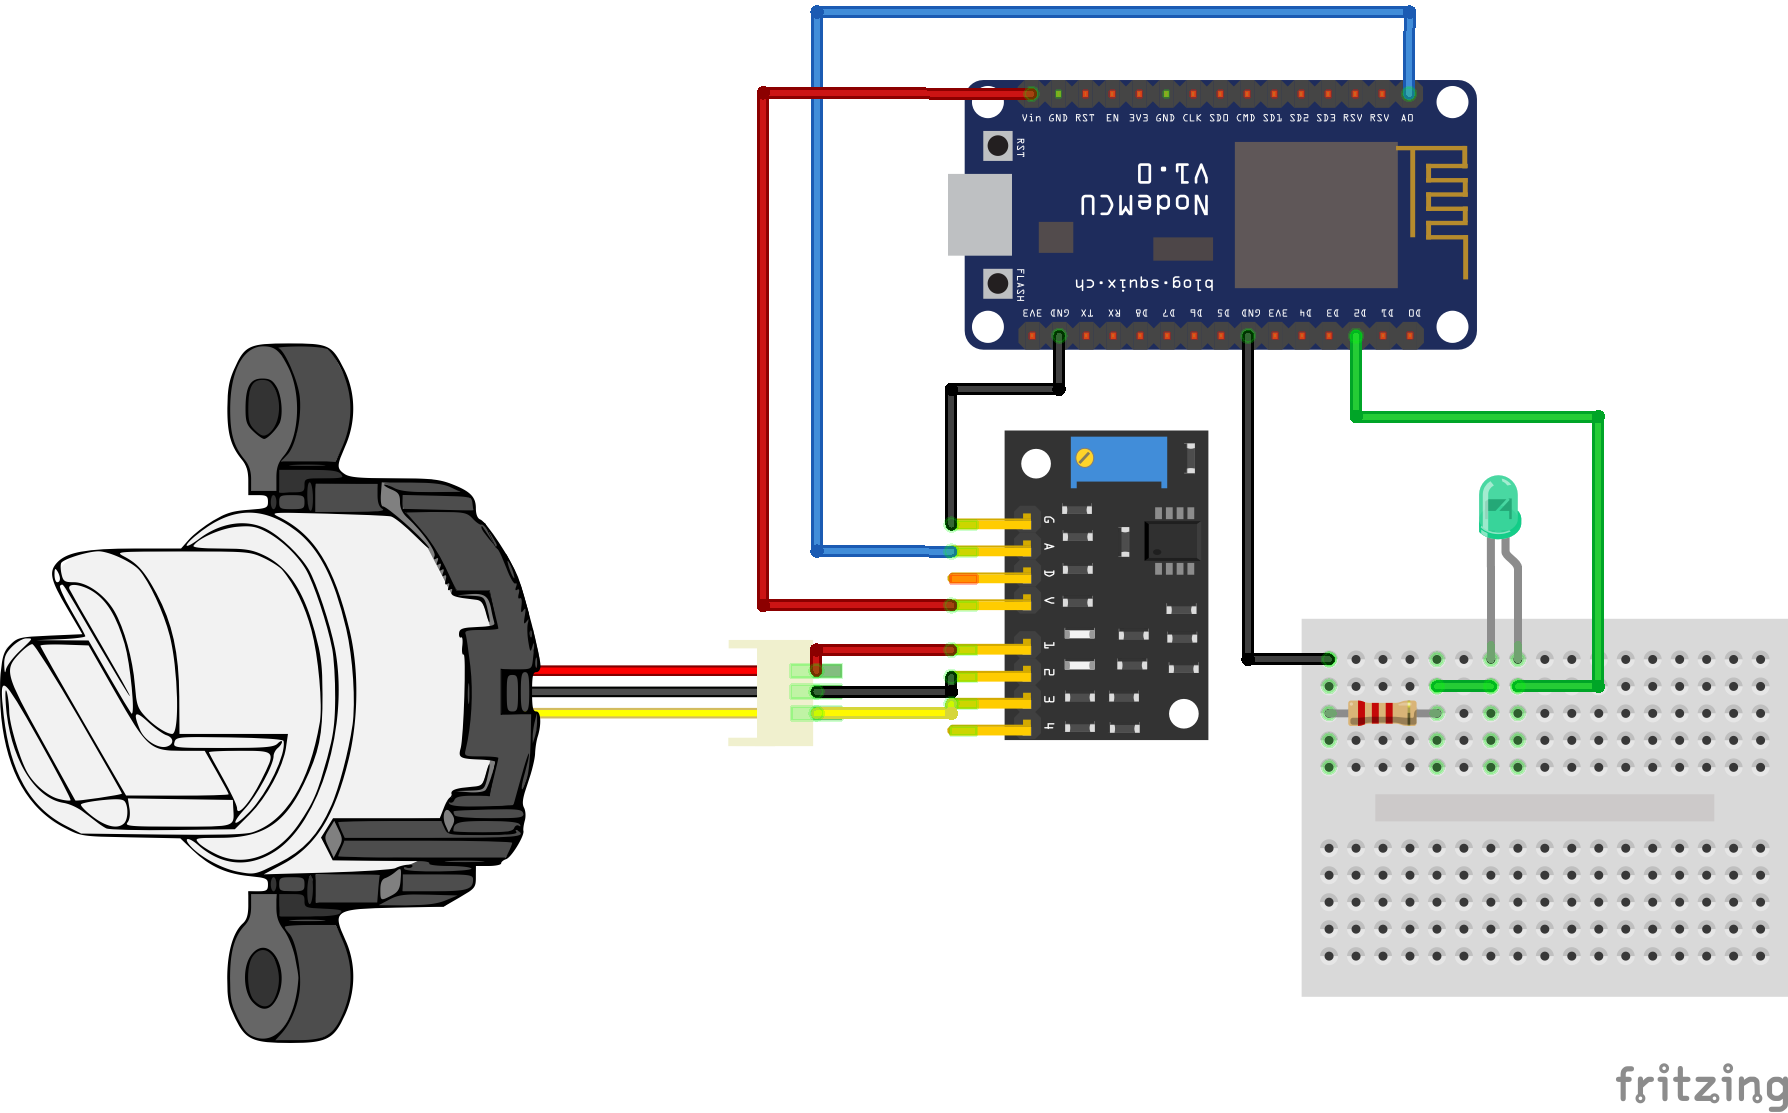 Vin GND RST EN 3V3 GND CLK SD0 CMD SD1 SD2 SD3 RSV RSV A0
RST
V1.0
NodeMCU
FLASH
blog.squix.ch
3V3 GND TX RX D8 D7 D6 D5 GND 3V3 D4 D3 D2 D1 D0
G
A
D
V
1
2
3
4
fritzing